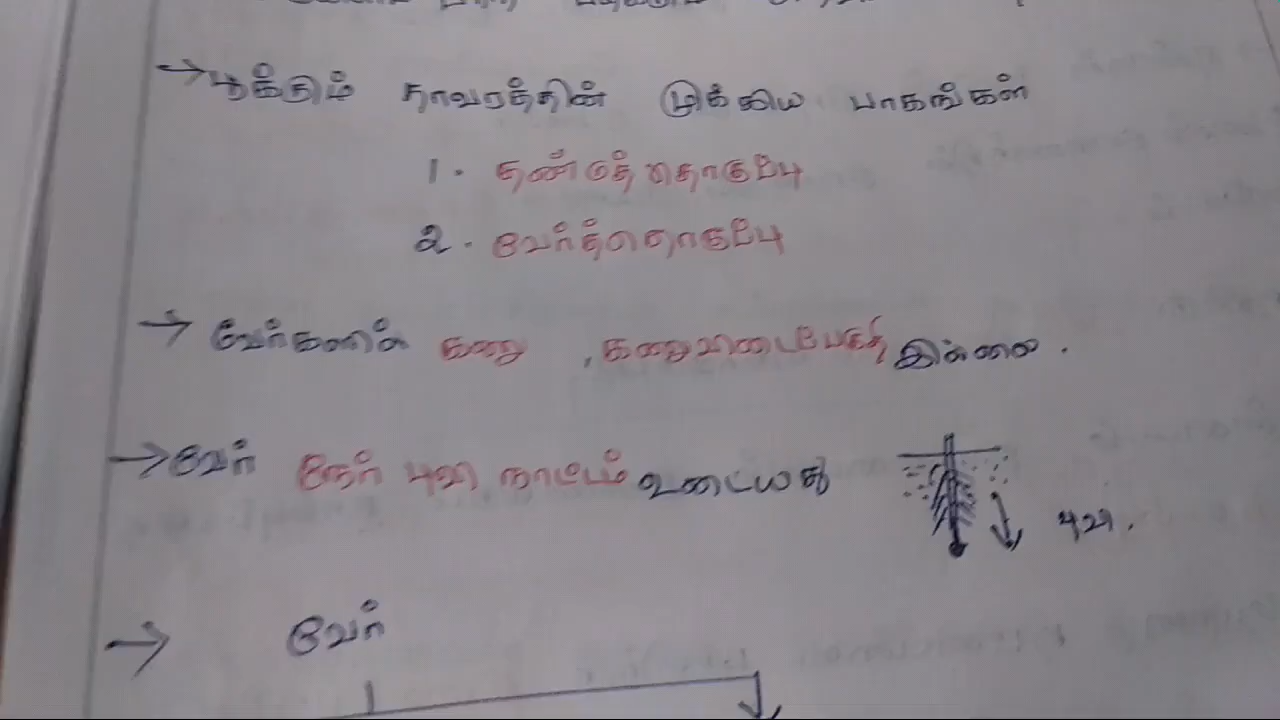 → பூக்கும் தாவரத்தின் முக்கிய பாகங்கள்
1. தண்டுத் தொகுப்பு
2. வேர்த்தொகுப்பு
→ வேர்களில் கணு , கணுவிடைபகுதி இல்லை .
→ வேர் நேர் புவி நாட்டம் உடையது
புவி .
→ வேர்